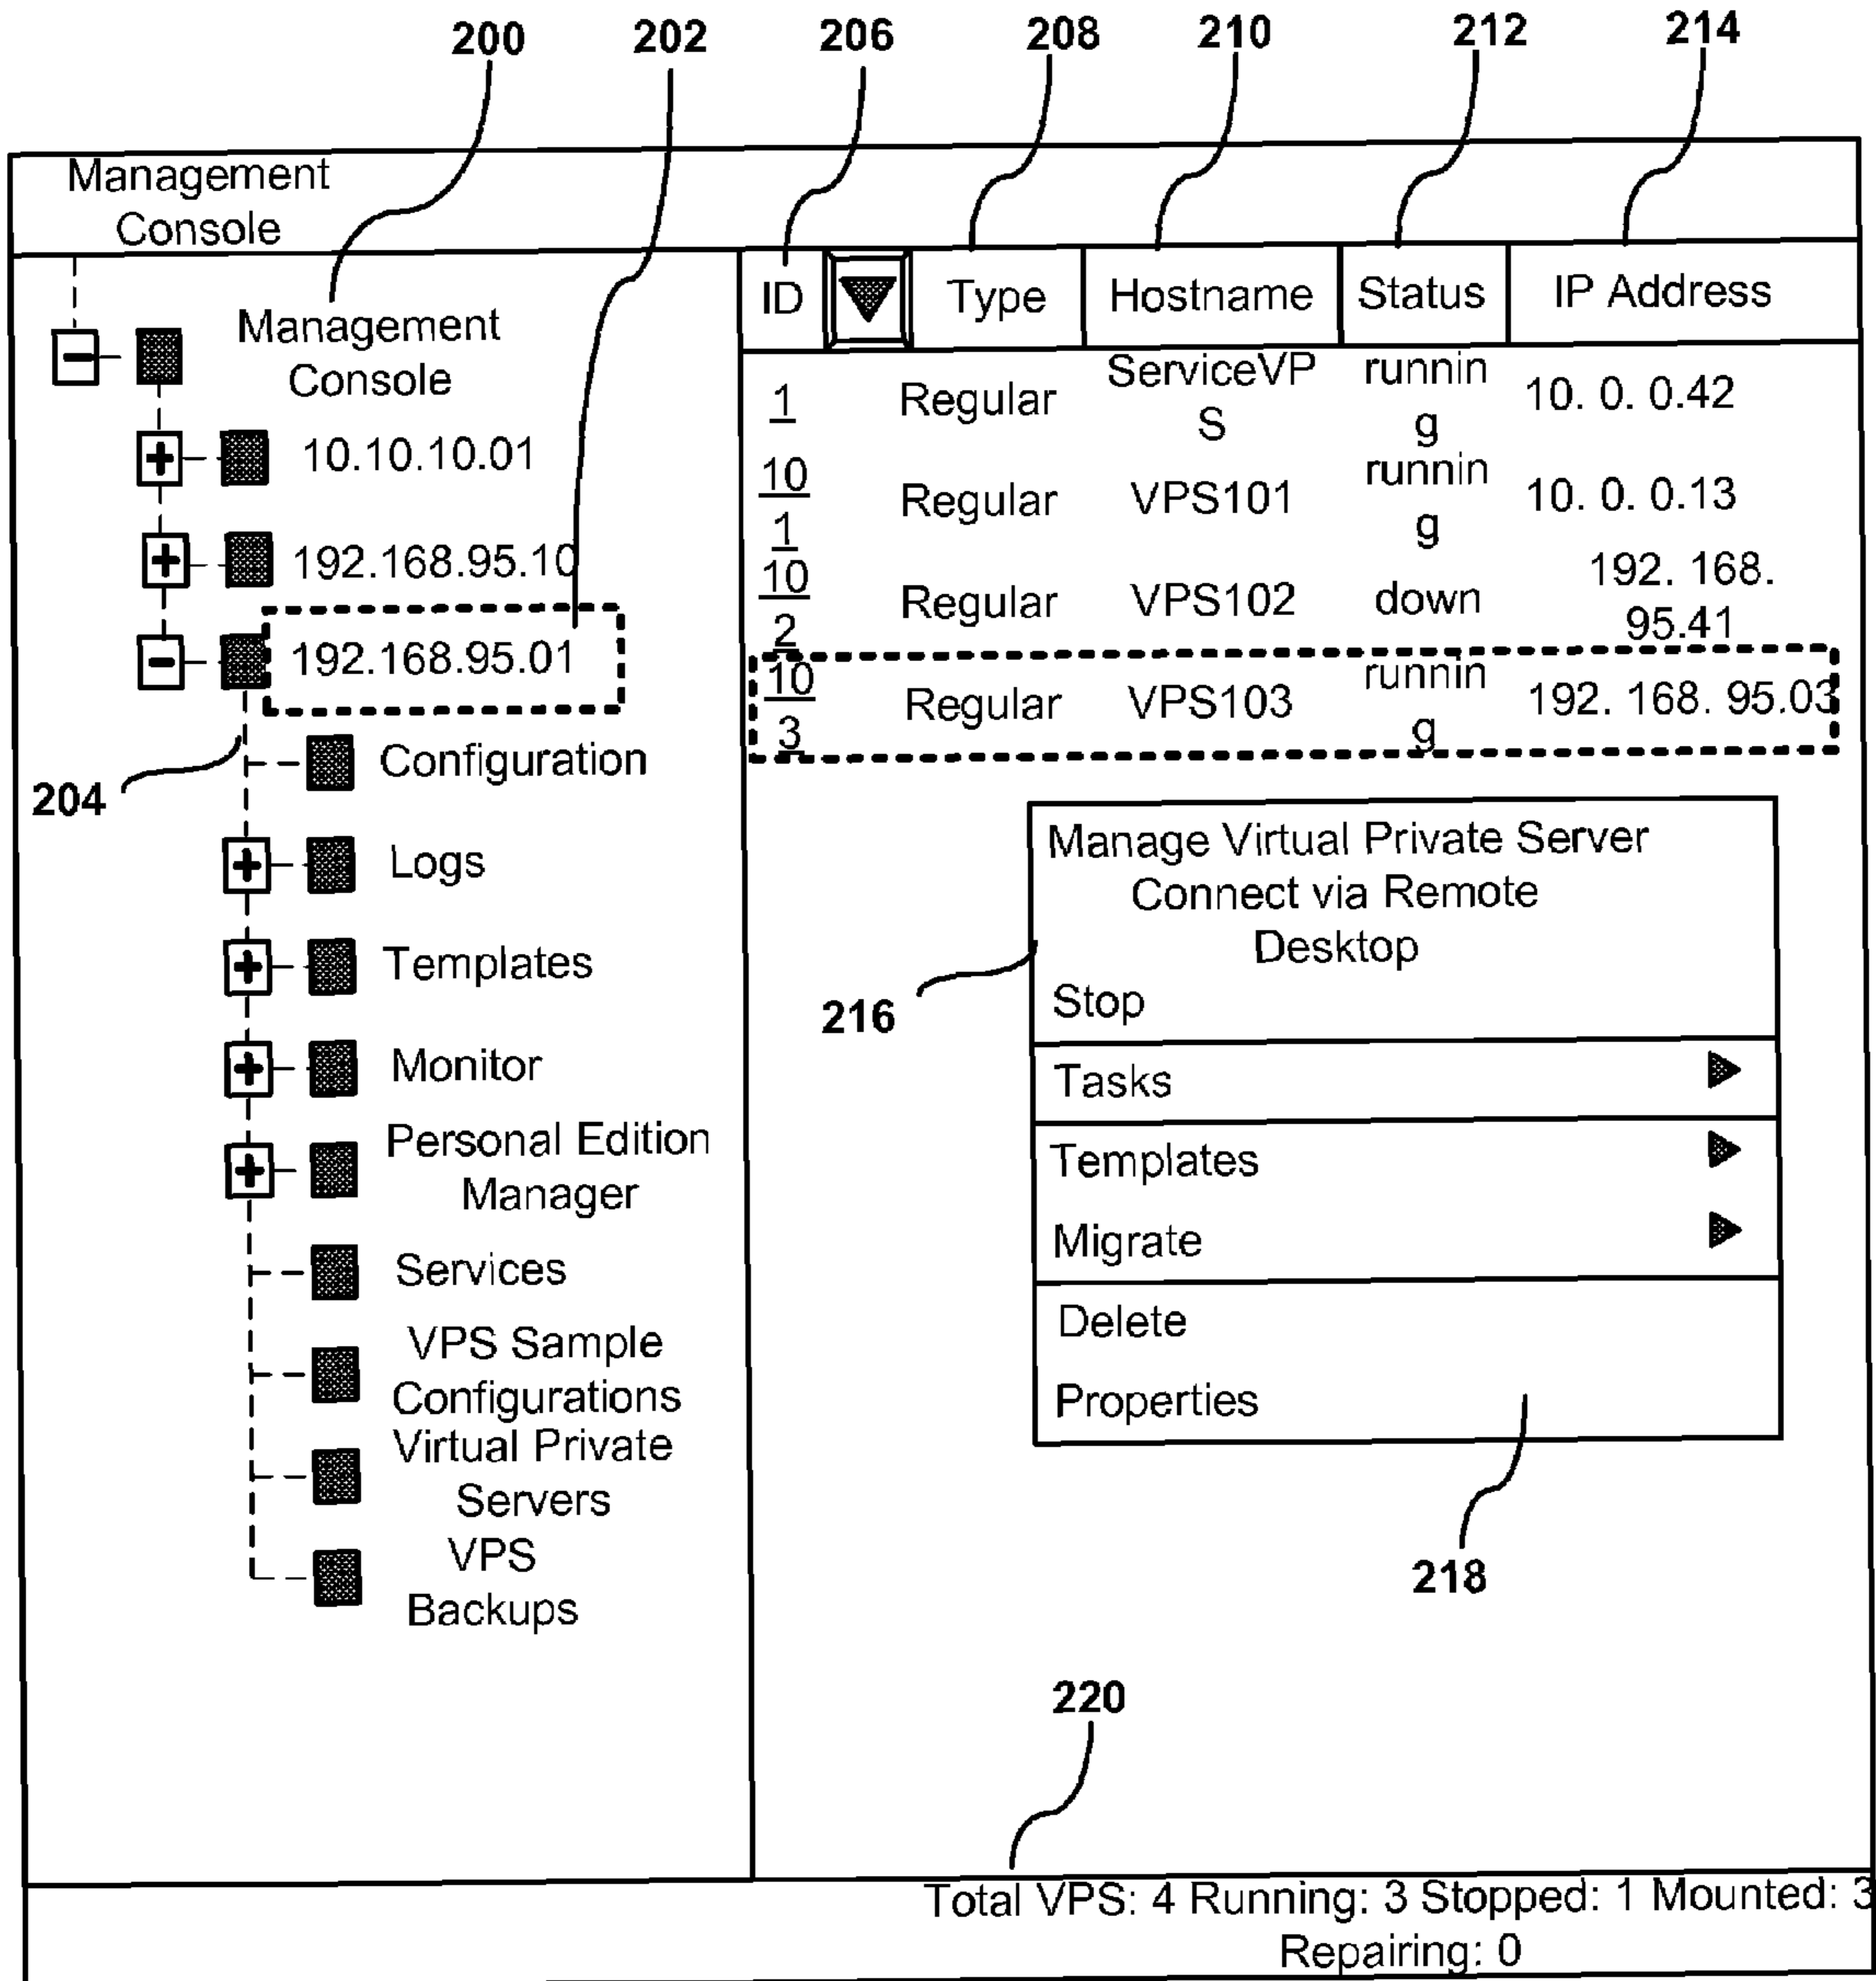 200 202 206 208 210 212 214
Management
Console
Management
Console
10.10.10.01
192.168.95.10
192.168.95.01
204
Configuration
Logs
Templates
Monitor
Personal Edition
Manager
Services
VPS Sample
Configurations
Virtual Private
Servers
VPS
Backups
ID Type Hostname Status IP Address
1 Regular ServiceVP
S runnin
g 10. 0. 0.42
10
1 Regular VPS101 runnin
g 10. 0. 0.13
10
2 Regular VPS102 down 192. 168.
95.41
10
3 Regular VPS103 runnin
g 192. 168. 95.03
216
Manage Virtual Private Server
Connect via Remote
Desktop
Stop
Tasks
Templates
Migrate
Delete
Properties
218
220
Total VPS: 4 Running: 3 Stopped: 1 Mounted: 3
Repairing: 0